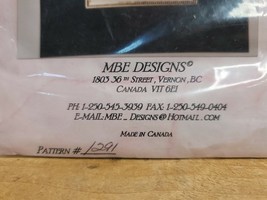 MBE DESIGNS©
1803 36TH STREET, VERNON, BC
CANADA V1T 6E1
PH: 1-250-545-3939 FAX: 1-250-549-0404
E-MAIL: MBE_DESIGNS@HOTMAIL.COM
MADE IN CANADA
PATTERN # 1291